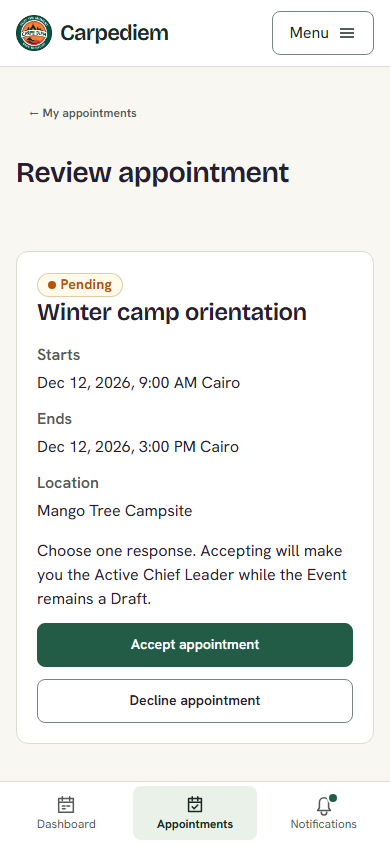 CARPE DIEM
Carpediem
Menu
← My appointments
Review appointment
Pending
Winter camp orientation
Starts
Dec 12, 2026, 9:00 AM Cairo
Ends
Dec 12, 2026, 3:00 PM Cairo
Location
Mango Tree Campsite
Choose one response. Accepting will make
you the Active Chief Leader while the Event
remains a Draft.
Accept appointment
Decline appointment
Dashboard
Appointments
Notifications